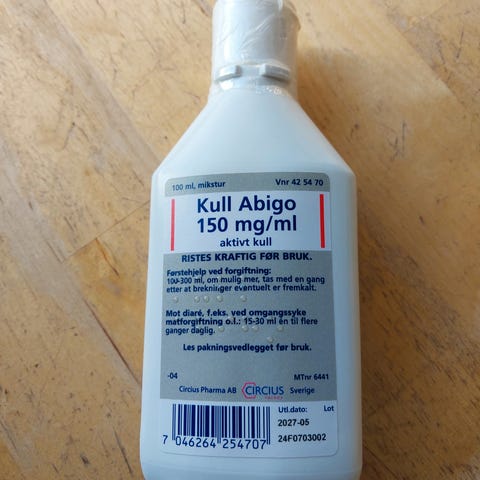 100 ml, mikstur Vnr 42 54 70
Kull Abigo
150 mg/ml
aktivt kull
RISTES KRAFTIG FØR BRUK.
Førstehjelp ved forgiftning:
100-300 ml, om mulig mer, tas med en gang
etter at brekninger eventuelt er fremkalt.
Mot diaré, f.eks. ved omgangssyke
matforgiftning o.l.: 15-30 ml én til flere
ganger daglig.
Les pakningsvedlegget før bruk.
-04 MTnr 6441
Circius Pharma AB CIRCIUS PHARMA Sverige
Utl.dato: Lot
2027-05
24F0703002
7 046264 254707